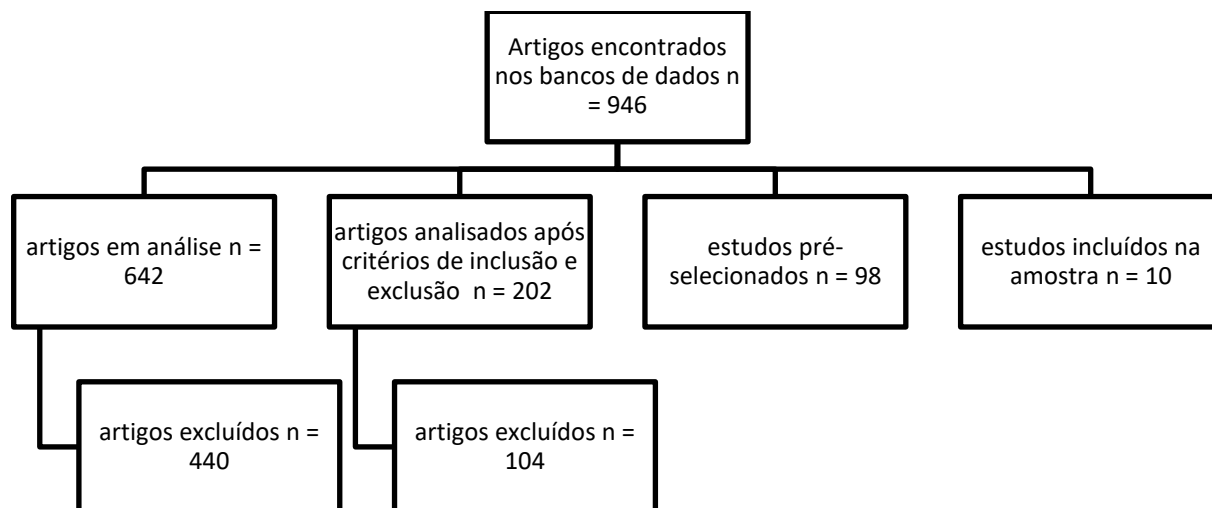 Artigos encontrados
nos bancos de dados n
= 946
artigos em análise n =
642
artigos analisados após
critérios de inclusão e
exclusão n = 202
estudos pré-
selecionados n = 98
estudos incluídos na
amostra n = 10
artigos excluídos n =
440
artigos excluídos n =
104